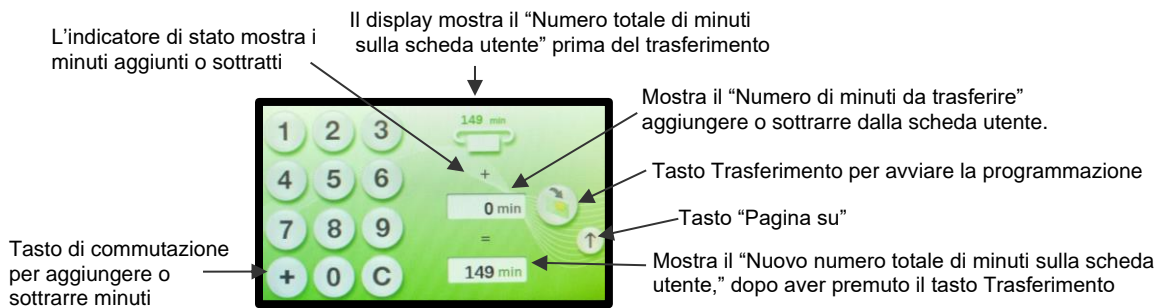 Il display mostra il “Numero totale di minuti
sulla scheda utente” prima del trasferimento
L’indicatore di stato mostra i
minuti aggiunti o sottratti
Mostra il “Numero di minuti da trasferire”
aggiungere o sottrarre dalla scheda utente.
Tasto Trasferimento per avviare la programmazione
Tasto “Pagina su”
Mostra il “Nuovo numero totale di minuti sulla scheda
utente,” dopo aver premuto il tasto Trasferimento
Tasto di commutazione
per aggiungere o
sottrarre minuti
1 2 3
4 5 6
7 8 9
+ 0 C
149 min
+
0 min
=
149 min